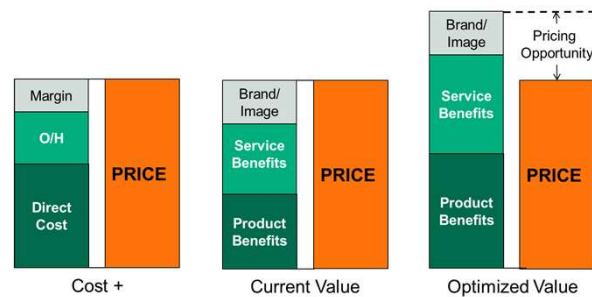 Margin
O/H
Direct
Cost
PRICE
Cost +
Brand/
Image
Service
Benefits
Product
Benefits
PRICE
Current Value
Brand/
Image
Service
Benefits
Product
Benefits
Pricing
Opportunity
PRICE
Optimized Value